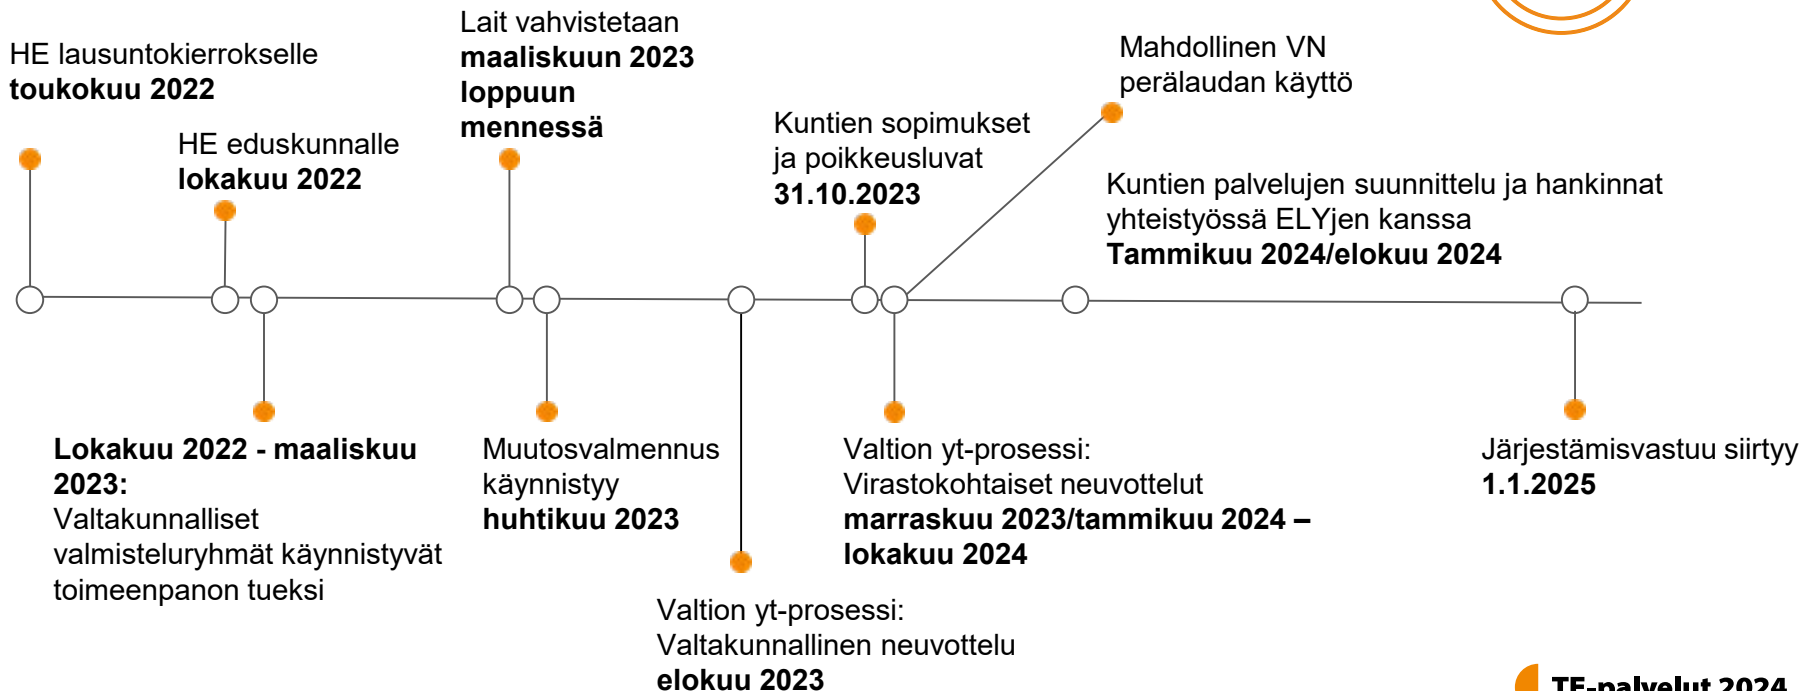 HE lausuntokierrokselle
toukokuu 2022
HE eduskunnalle
lokakuu 2022
Lait vahvistetaan
maaliskuun 2023
loppuun
mennessä
Kuntien sopimukset
ja poikkeusluvat
31.10.2023
Mahdollinen VN
perälaudan käyttö
Kuntien palvelujen suunnittelu ja hankinnat
yhteistyössä ELYjen kanssa
Tammikuu 2024/elokuu 2024
Lokakuu 2022 - maaliskuu
2023:
Valtakunnalliset
valmisteluryhmät käynnistyvät
toimeenpanon tueksi
Muutosvalmennus
käynnistyy
huhtikuu 2023
Valtion yt-prosessi:
Valtakunnallinen neuvottelu
elokuu 2023
Valtion yt-prosessi:
Virastokohtaiset neuvottelut
marraskuu 2023/tammikuu 2024 –
lokakuu 2024
Järjestämisvastuu siirtyy
1.1.2025
TE-palvelut 2024